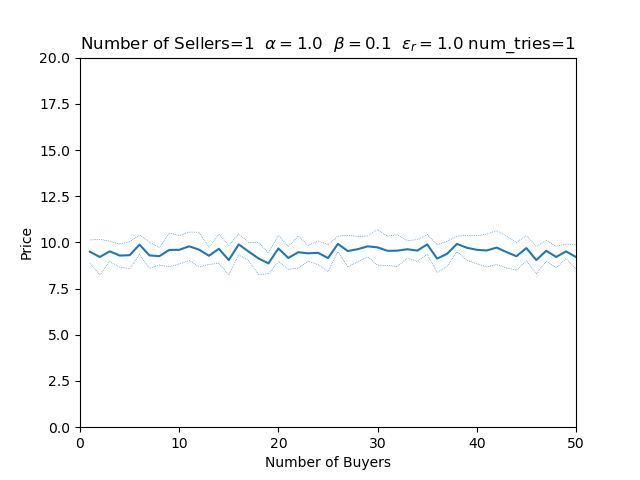 Number of Sellers=1 α = 1.0 β = 0.1 εr = 1.0 num_tries=1
20.0
17.5
15.0
12.5
10.0
7.5
5.0
2.5
0.0
Price
0 10 20 30 40 50
Number of Buyers